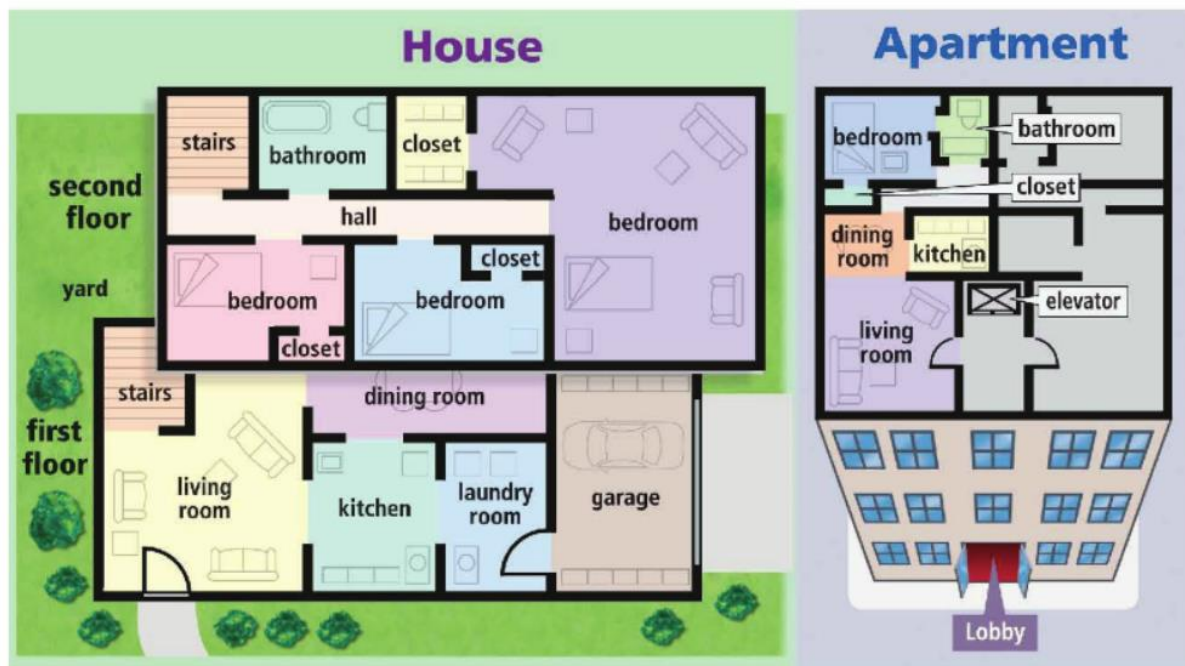 House
stairs
bathroom
closet
second
floor
hall
bedroom
closet
yard
bedroom
bedroom
closet
stairs
dining room
first
floor
living
room
kitchen
laundry
room
garage
Apartment
bedroom
bathroom
closet
dining
room
kitchen
elevator
living
room
Lobby